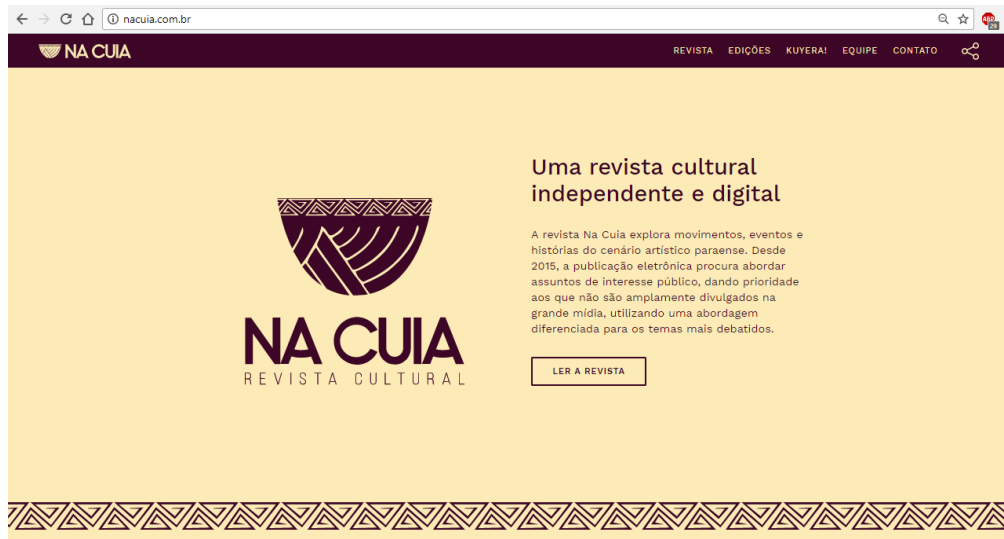 nacuia.com.br
ABP
26
NA CUIA
REVISTA EDIÇÕES KUYERA! EQUIPE CONTATO
Uma revista cultural
independente e digital
A revista Na Cuia explora movimentos, eventos e
histórias do cenário artístico paraense. Desde
2015, a publicação eletrônica procura abordar
assuntos de interesse público, dando prioridade
aos que não são amplamente divulgados na
grande mídia, utilizando uma abordagem
diferenciada para os temas mais debatidos.
LER A REVISTA
NA CUIA
REVISTA CULTURAL